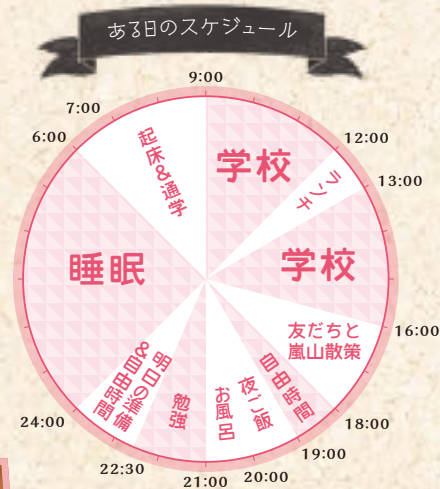 ある日のスケジュール
9:00
12:00
13:00
16:00
18:00
19:00
20:00
21:00
22:30
24:00
6:00
7:00
学校
ランチ
学校
友だちと
嵐山散策
自由時間
夜ご飯
お風呂
勉強
明日の準備
&自由時間
睡眠
起床&通学